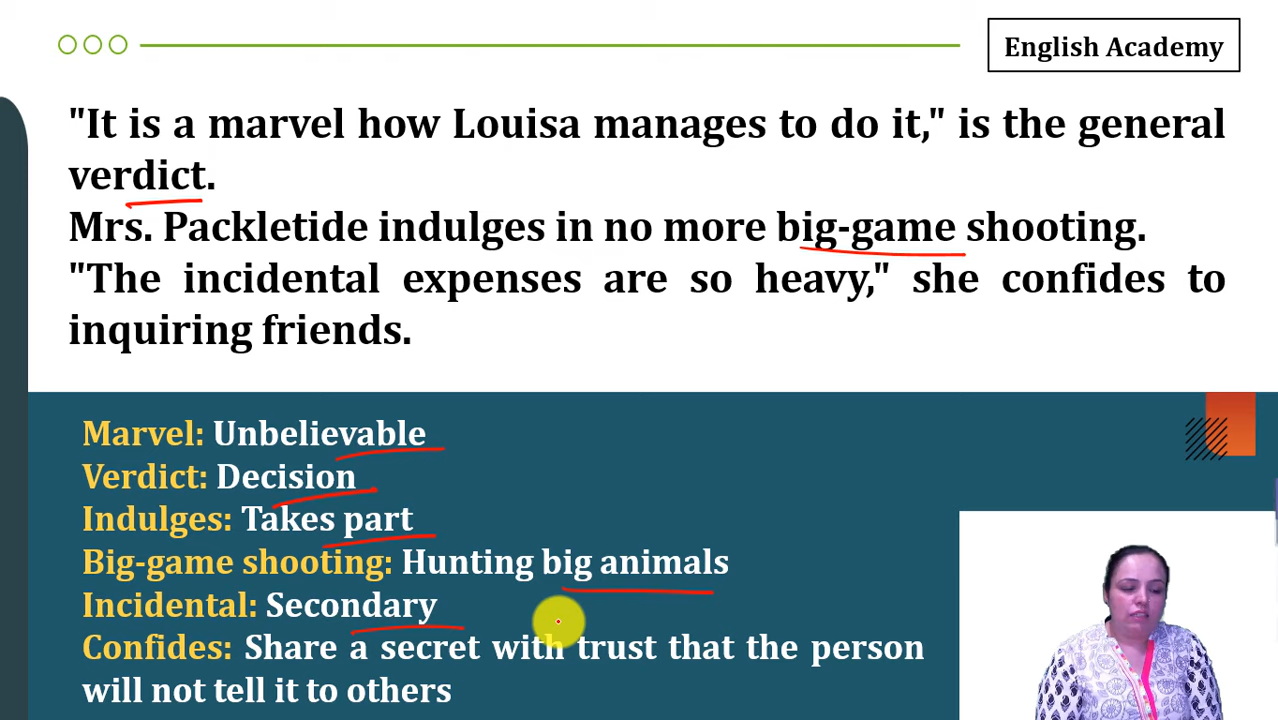 English Academy
"It is a marvel how Louisa manages to do it," is the general
verdict.
Mrs. Packletide indulges in no more big-game shooting.
"The incidental expenses are so heavy," she confides to
inquiring friends.
Marvel: Unbelievable
Verdict: Decision
Indulges: Takes part
Big-game shooting: Hunting big animals
Incidental: Secondary
Confides: Share a secret with trust that the person
will not tell it to others